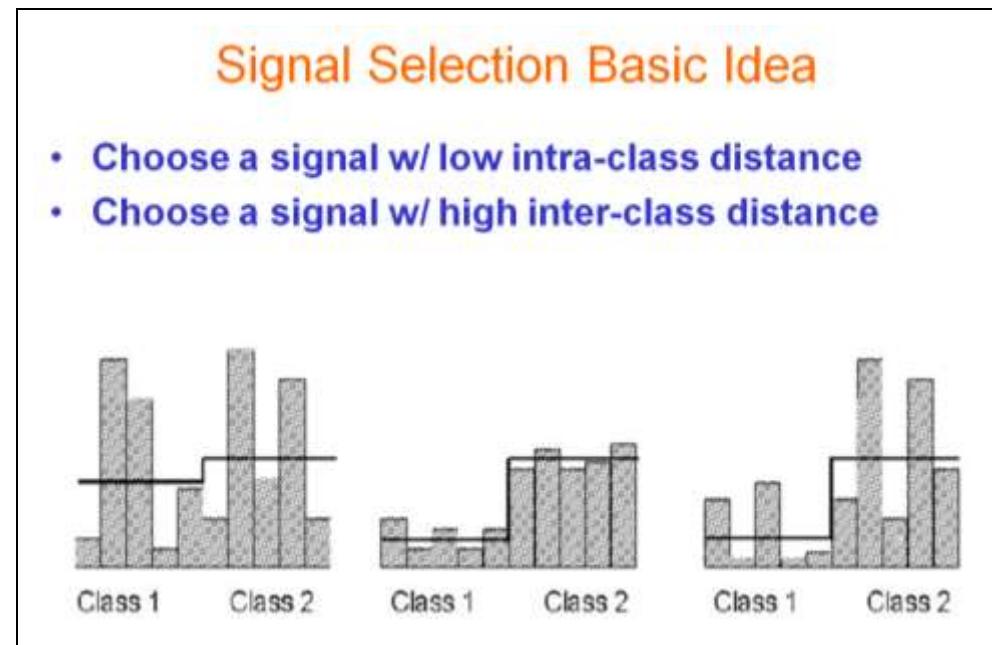 Signal Selection Basic Idea
• Choose a signal w/ low intra-class distance
• Choose a signal w/ high inter-class distance
Class 1 Class 2 Class 1 Class 2 Class 1 Class 2